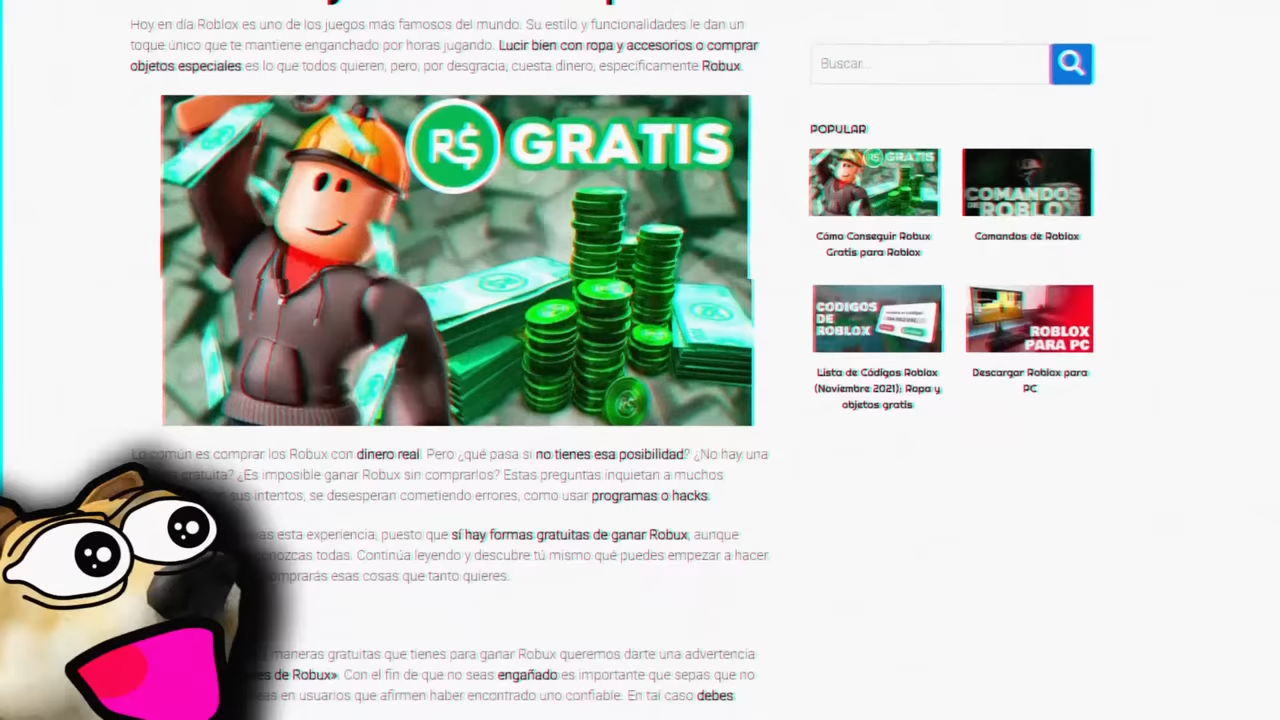 Hoy en día Roblox es uno de los juegos más famosos del mundo. Su estilo y funcionalidades le dan un
toque único que te mantiene enganchado por horas jugando. Lucir bien con ropa y accesorios o comprar
objetos especiales es lo que todos quieren, pero, por desgracia, cuesta dinero, específicamente Robux.
R$ GRATIS
Lo común es comprar los Robux con dinero real. Pero ¿qué pasa si no tienes esa posibilidad? ¿No hay una
gratuita? ¿Es imposible ganar Robux sin comprarlos? Estas preguntas inquietan a muchos
sus intentos, se desesperan cometiendo errores, como usar programas o hacks.
esta experiencia, puesto que sí hay formas gratuitas de ganar Robux, aunque
conozcas todas. Continúa leyendo y descubre tú mismo qué puedes empezar a hacer
comprarás esas cosas que tanto quieres.
maneras gratuitas que tienes para ganar Robux queremos darte una advertencia
de Robux». Con el fin de que no seas engañado es importante que sepas que no
en usuarios que afirmen haber encontrado uno confiable. En tal caso debes
Buscar...
POPULAR
R$ GRATIS
Cómo Conseguir Robux
Gratis para Roblox
COMANDOS
DE ROBLOX
Comandos de Roblox
CODIGOS
DE
ROBLOX
Lista de Códigos Roblox
(Noviembre 2021): Ropa y
objetos gratis
ROBLOX
PARA PC
Descargar Roblox para
PC